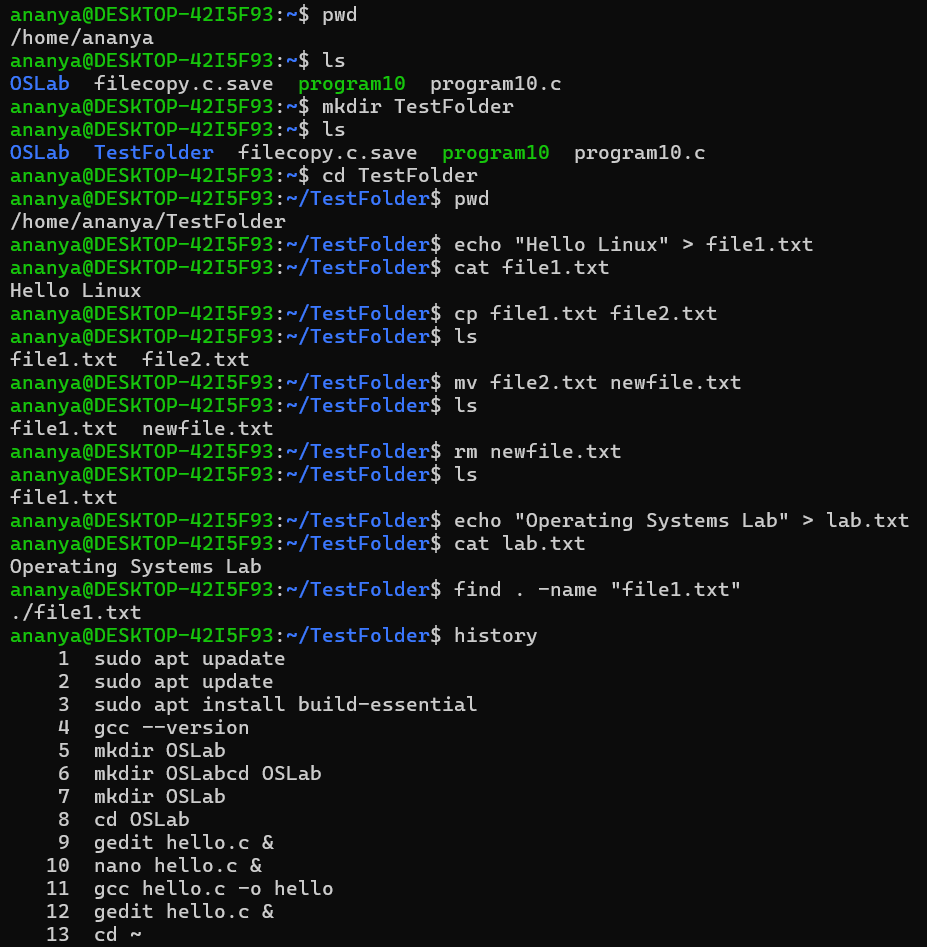 ananya@DESKTOP-42I5F93:~$ pwd
/home/ananya
ananya@DESKTOP-42I5F93:~$ ls
OSLab  filecopy.c.save  program10  program10.c
ananya@DESKTOP-42I5F93:~$ mkdir TestFolder
ananya@DESKTOP-42I5F93:~$ ls
OSLab  TestFolder  filecopy.c.save  program10  program10.c
ananya@DESKTOP-42I5F93:~$ cd TestFolder
ananya@DESKTOP-42I5F93:~/TestFolder$ pwd
/home/ananya/TestFolder
ananya@DESKTOP-42I5F93:~/TestFolder$ echo "Hello Linux" > file1.txt
ananya@DESKTOP-42I5F93:~/TestFolder$ cat file1.txt
Hello Linux
ananya@DESKTOP-42I5F93:~/TestFolder$ cp file1.txt file2.txt
ananya@DESKTOP-42I5F93:~/TestFolder$ ls
file1.txt  file2.txt
ananya@DESKTOP-42I5F93:~/TestFolder$ mv file2.txt newfile.txt
ananya@DESKTOP-42I5F93:~/TestFolder$ ls
file1.txt  newfile.txt
ananya@DESKTOP-42I5F93:~/TestFolder$ rm newfile.txt
ananya@DESKTOP-42I5F93:~/TestFolder$ ls
file1.txt
ananya@DESKTOP-42I5F93:~/TestFolder$ echo "Operating Systems Lab" > lab.txt
ananya@DESKTOP-42I5F93:~/TestFolder$ cat lab.txt
Operating Systems Lab
ananya@DESKTOP-42I5F93:~/TestFolder$ find . -name "file1.txt"
./file1.txt
ananya@DESKTOP-42I5F93:~/TestFolder$ history
    1  sudo apt upadate
    2  sudo apt update
    3  sudo apt install build-essential
    4  gcc --version
    5  mkdir OSLab
    6  mkdir OSLabcd OSLab
    7  mkdir OSLab
    8  cd OSLab
    9  gedit hello.c &
   10  nano hello.c &
   11  gcc hello.c -o hello
   12  gedit hello.c &
   13  cd ~